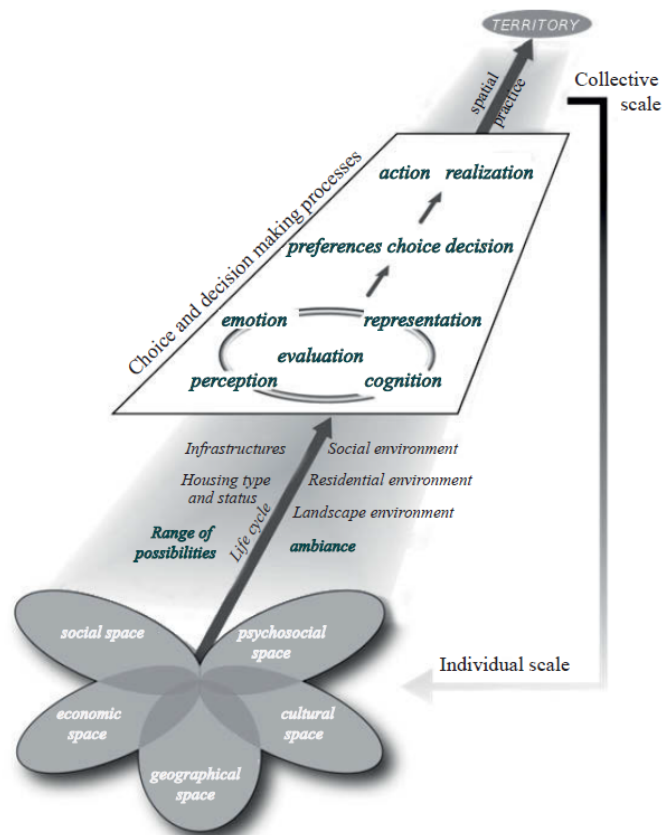 TERRITORY
spatial
practice
Collective
scale
Choice and decision making processes
action realization
preferences choice decision
emotion representation
evaluation
perception cognition
Infrastructures Social environment
Housing type
and status
Residential environment
Life cycle
Landscape environment
Range of
possibilities
ambiance
social space
psychosocial
space
Individual scale
economic
space
cultural
space
geographical
space